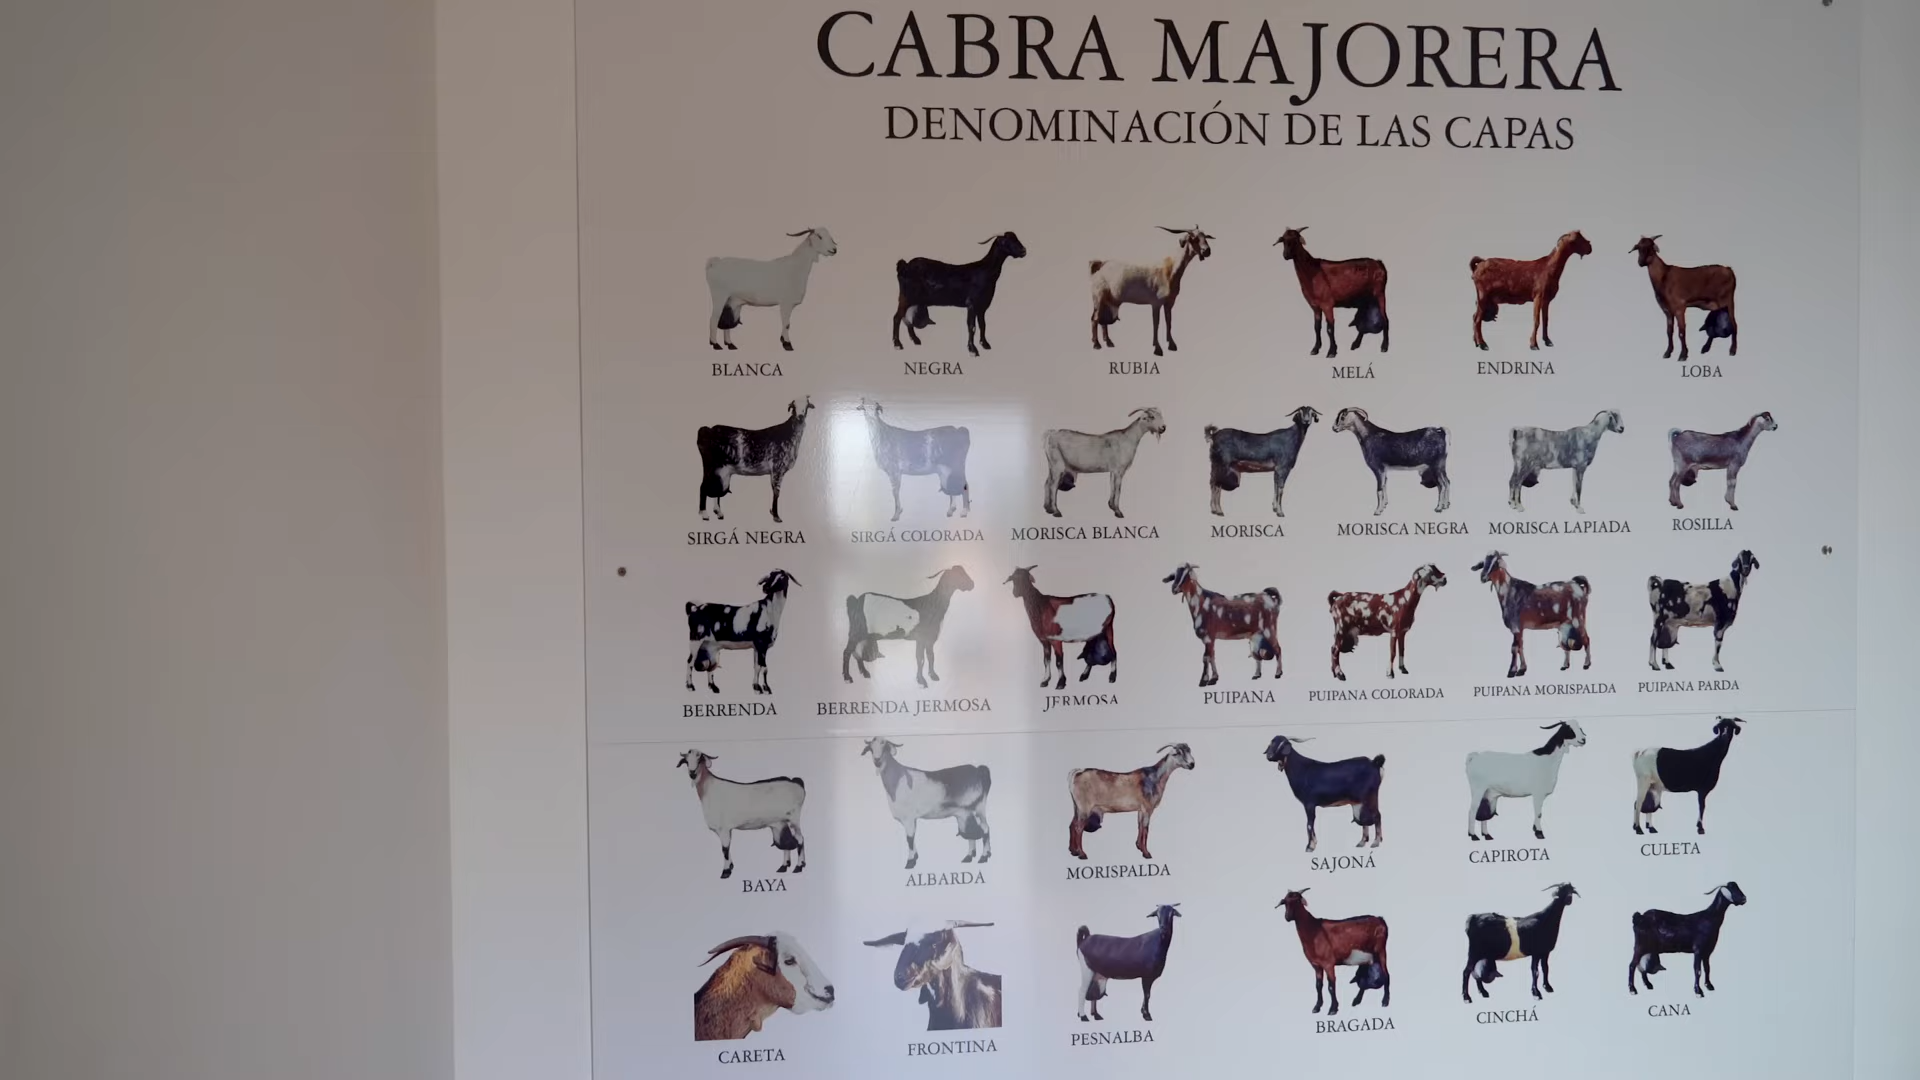 CABRA MAJORERA
DENOMINACIÓN DE LAS CAPAS
BLANCA
NEGRA
RUBIA
MELÁ
ENDRINA
LOBA
SIRGÁ NEGRA
SIRGÁ COLORADA
MORISCA BLANCA
MORISCA
MORISCA NEGRA
MORISCA LAPIADA
ROSILLA
BERRENDA
BERRENDA JERMOSA
JERMOSA
PUIPANA
PUIPANA COLORADA
PUIPANA MORISPALDA
PUIPANA PARDA
BAYA
ALBARDA
MORISPALDA
SAJONÁ
CAPIROTA
CULETA
CARETA
FRONTINA
PESNALBA
BRAGADA
CINCHÁ
CANA